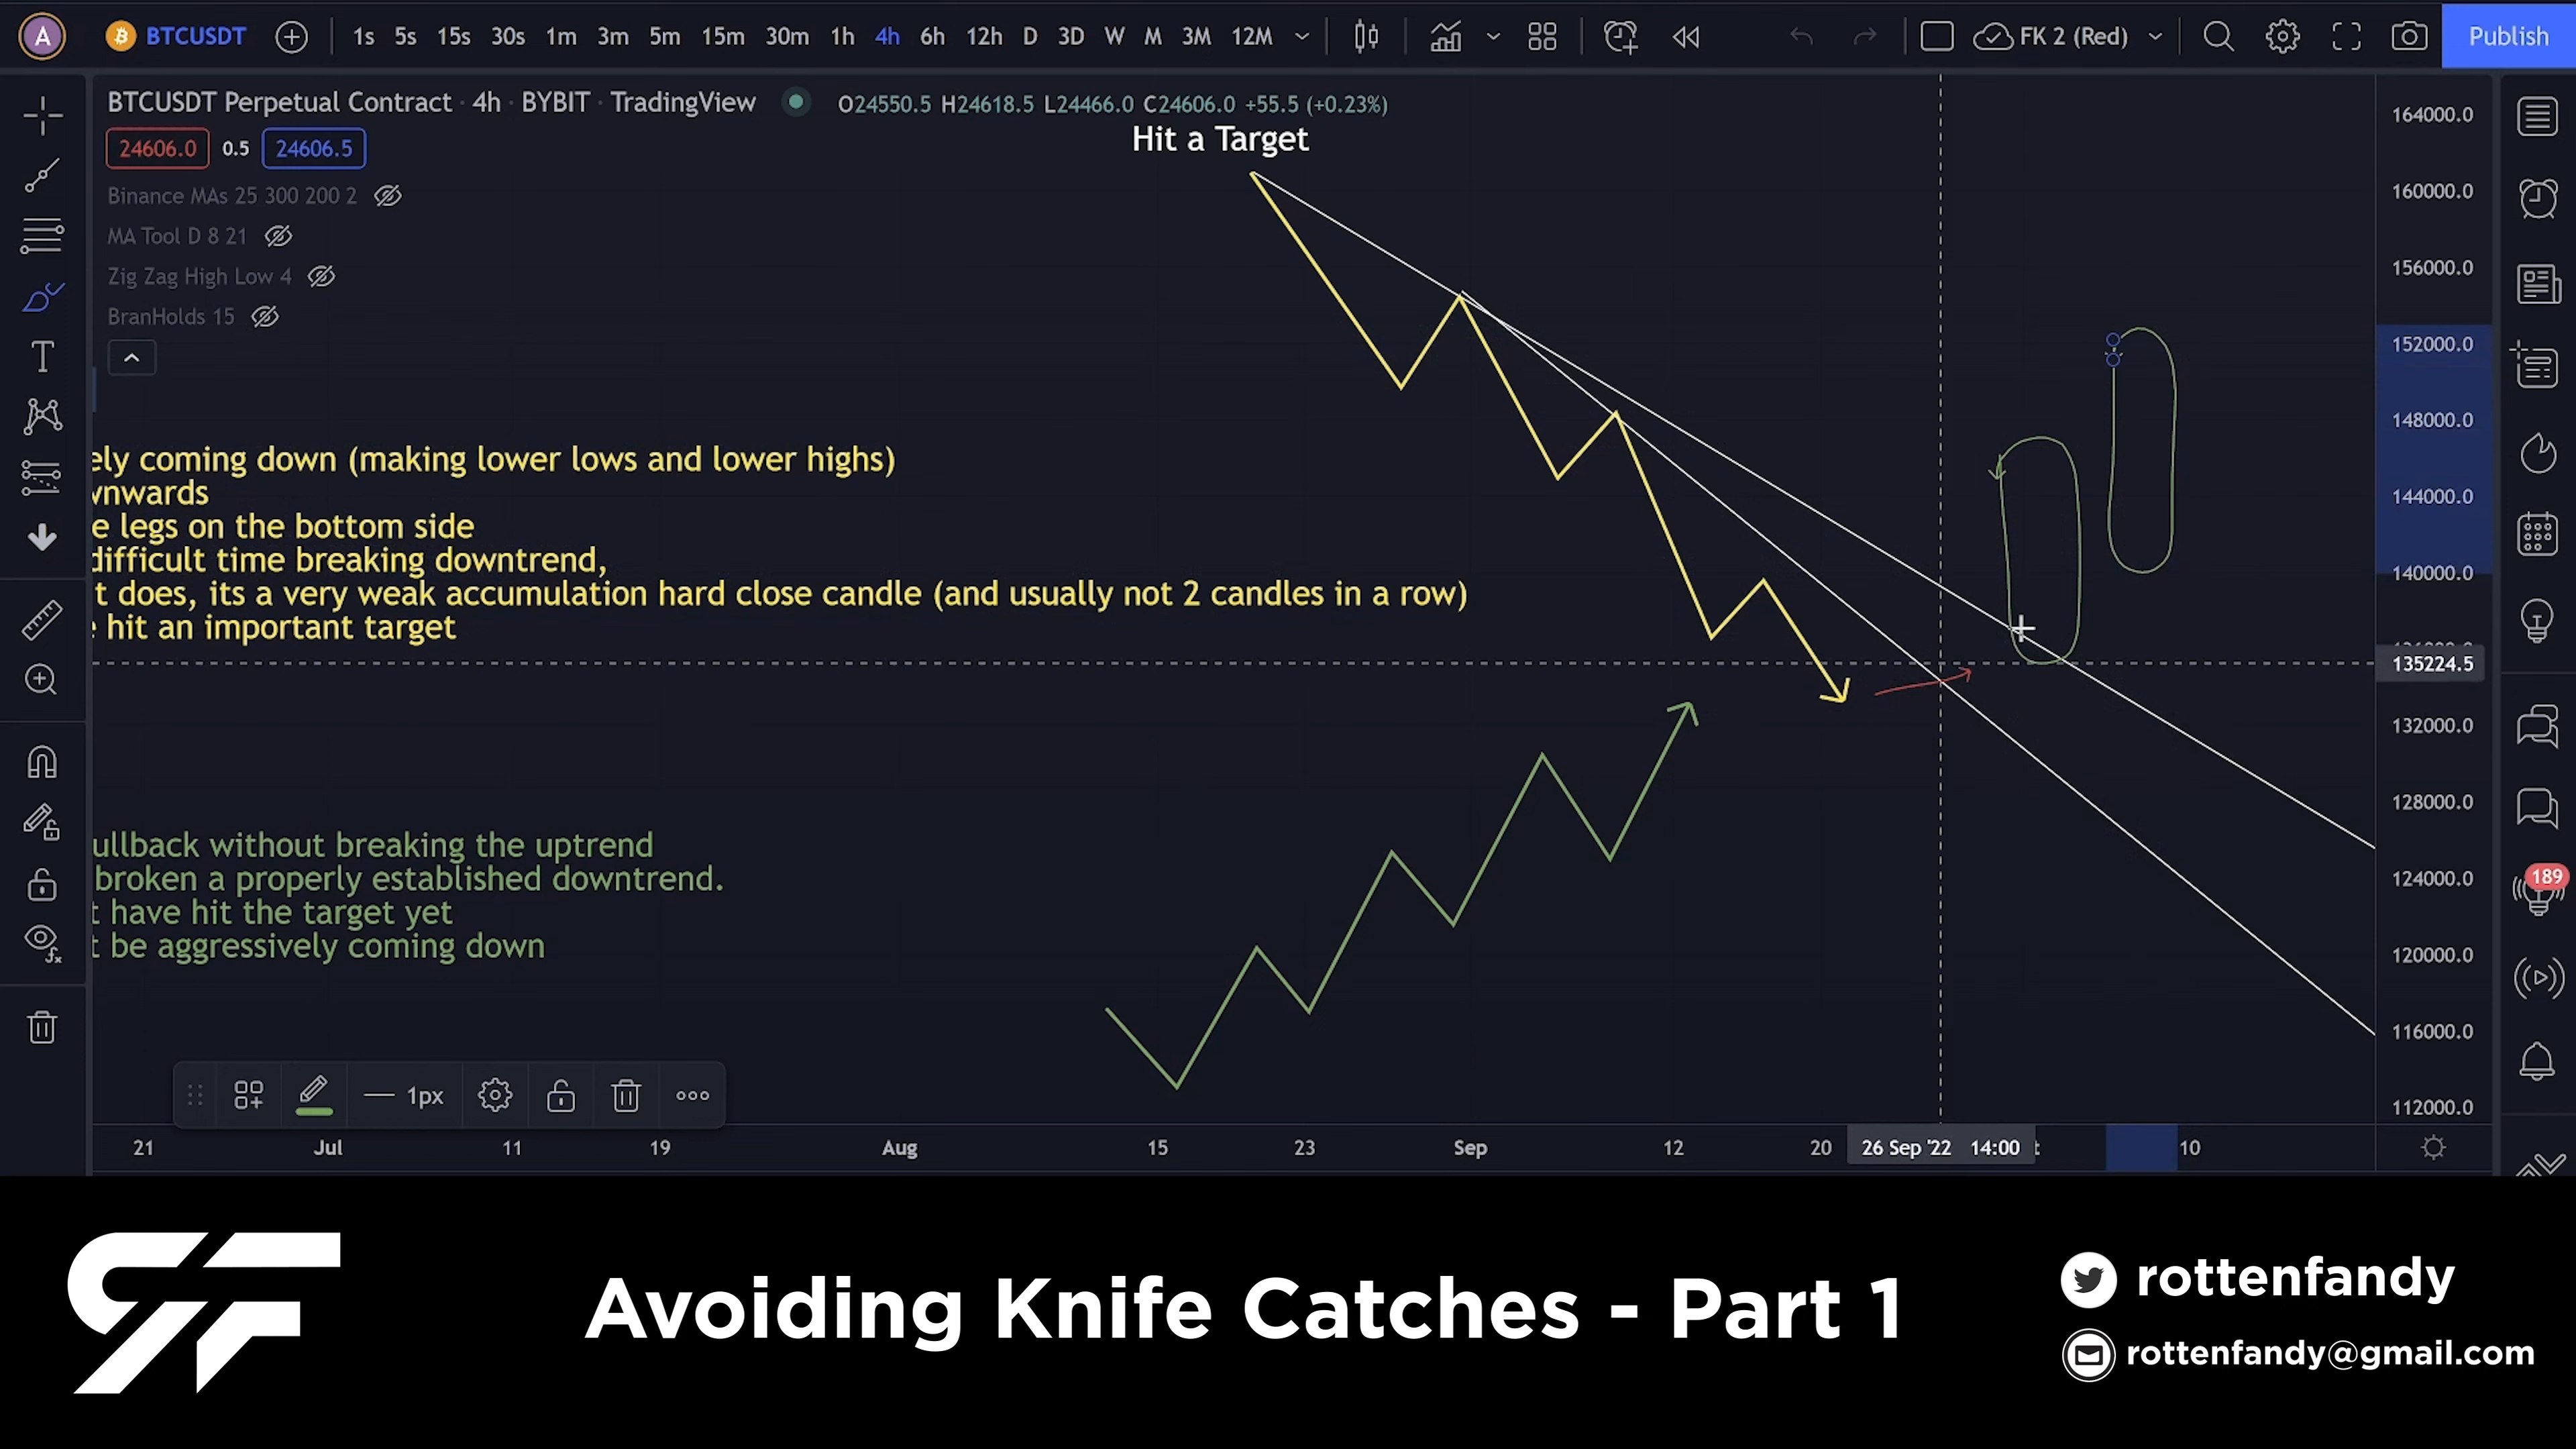 A BTCUSDT 1s 5s 15s 30s 1m 3m 5m 15m 30m 1h 4h 6h 12h D 3D W M 3M 12M FK 2 (Red) Publish
BTCUSDT Perpetual Contract · 4h · BYBIT · TradingView O24550.5 H24618.5 L24466.0 C24606.0 +55.5 (+0.23%)
24606.0 0.5 24606.5
Binance MAs 25 300 200 2
MA Tool D 8 21
Zig Zag High Low 4
BranHolds 15
Hit a Target
ely coming down (making lower lows and lower highs)
wnwards
e legs on the bottom side
difficult time breaking downtrend,
t does, its a very weak accumulation hard close candle (and usually not 2 candles in a row)
hit an important target
ullback without breaking the uptrend
broken a properly established downtrend.
t have hit the target yet
t be aggressively coming down
164000.0
160000.0
156000.0
152000.0
148000.0
144000.0
140000.0
135224.5
132000.0
128000.0
124000.0
120000.0
116000.0
112000.0
189
1px
21 Jul 11 19 Aug 15 23 Sep 12 20 26 Sep '22 14:00 t 10
Avoiding Knife Catches - Part 1
rottenfandy
rottenfandy@gmail.com